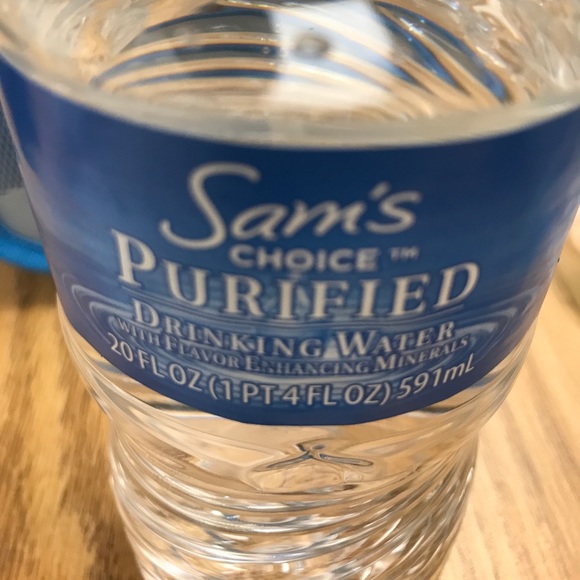 Sam's
CHOICE™
PURIFIED
DRINKING WATER
WITH FLAVOR ENHANCING MINERALS
20 FL OZ (1 PT 4 FL OZ) 591mL